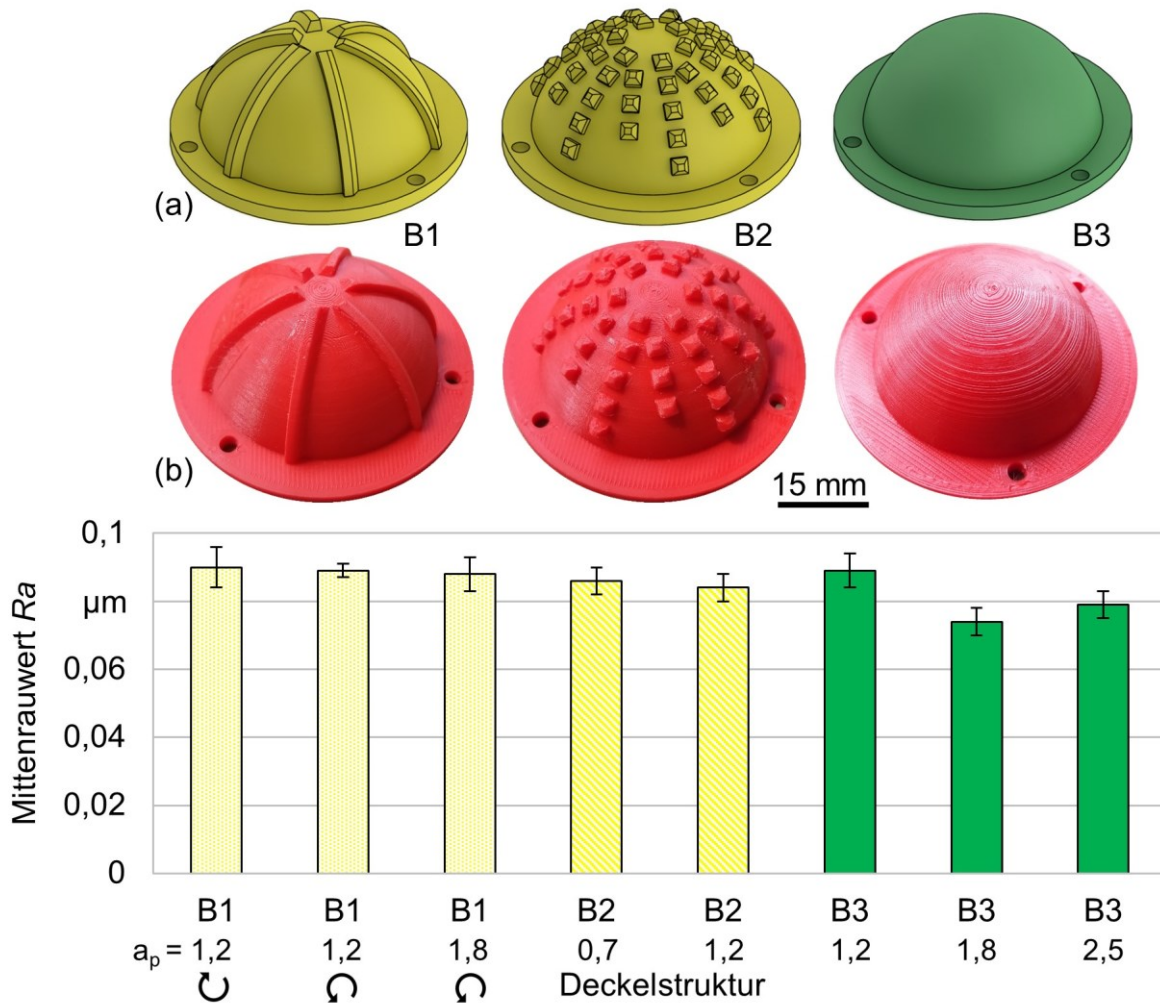 (a)
B1 B2 B3
(b)
15 mm
Mittenrauwert Ra
0,1
µm
0,06
0,04
0,02
0
B1 B1 B1 B2 B2 B3 B3 B3
aₚ = 1,2 1,2 1,8 0,7 1,2 1,2 1,8 2,5
↻ ↺ ↺ Deckelstruktur